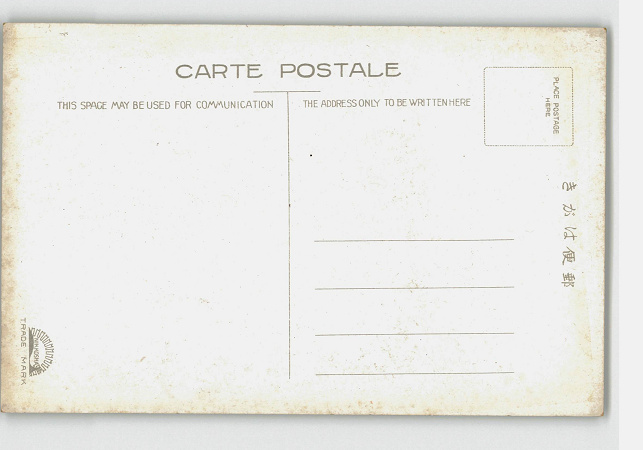 CARTE POSTALE
THIS SPAGE MAY BE USED FOR COMMUNICATION
THE ADDRESS ONLY TO BE WRITTEN HERE
PLACE POSTAGE
HERE
きがは便郵
TRADE MARK